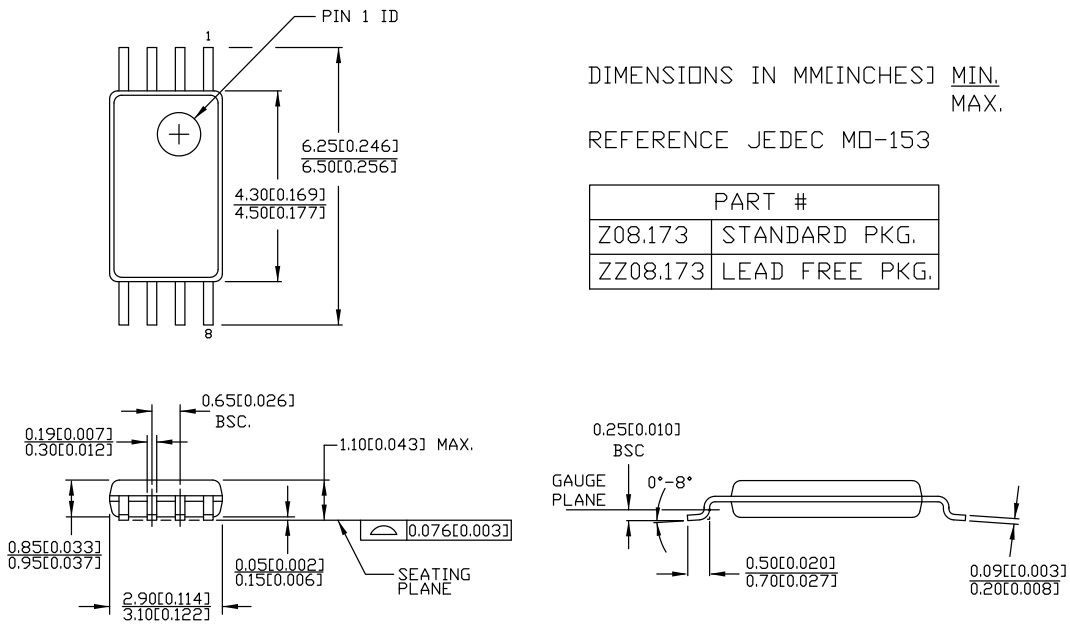 PIN 1 ID
1
6.25[0.246]
6.50[0.256]
4.30[0.169]
4.50[0.177]
8
DIMENSIONS IN MM[INCHES] MIN.
MAX.
REFERENCE JEDEC MO-153
PART #
Z08.173 STANDARD PKG.
ZZ08.173 LEAD FREE PKG.
0.65[0.026]
BSC.
0.19[0.007]
0.30[0.012]
1.10[0.043] MAX.
0.076[0.003]
0.85[0.033]
0.95[0.037]
0.05[0.002]
0.15[0.006]
SEATING
PLANE
2.90[0.114]
3.10[0.122]
0.25[0.010]
BSC
GAUGE
PLANE
0°-8°
0.50[0.020]
0.70[0.027]
0.09[[0.003]
0.20[0.008]